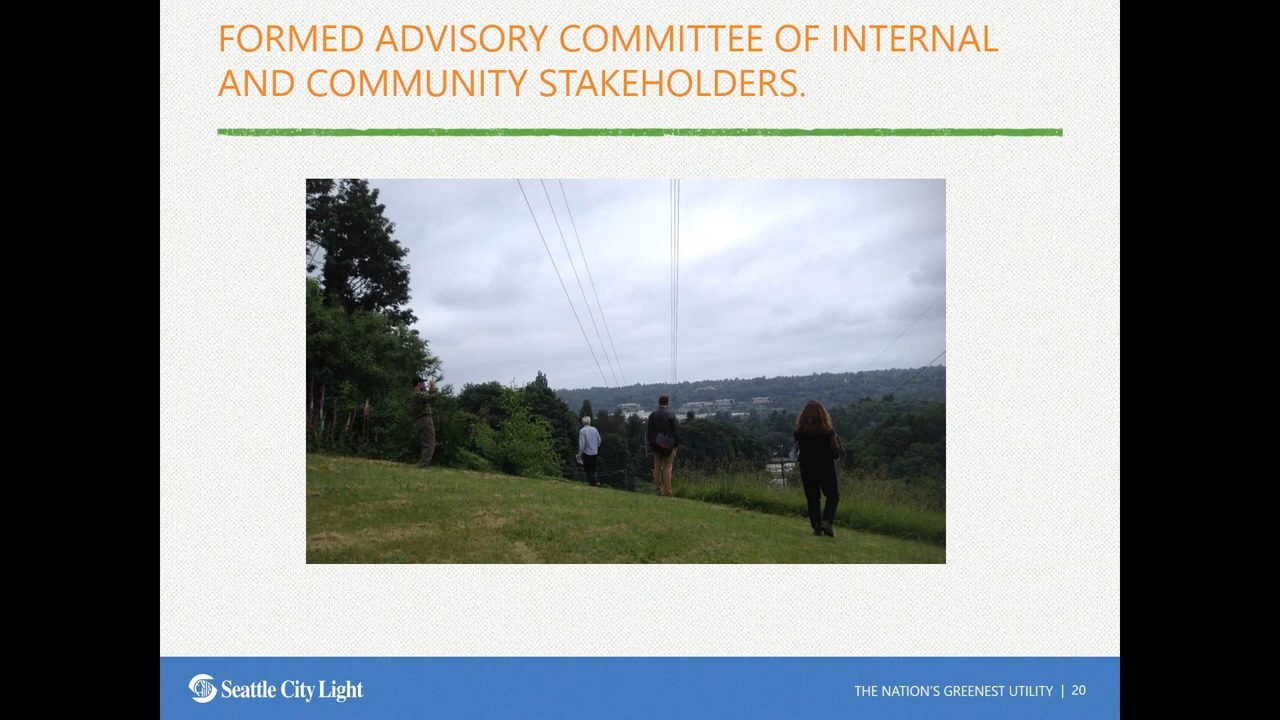 FORMED ADVISORY COMMITTEE OF INTERNAL
AND COMMUNITY STAKEHOLDERS.
Seattle City Light
THE NATION'S GREENEST UTILITY | 20